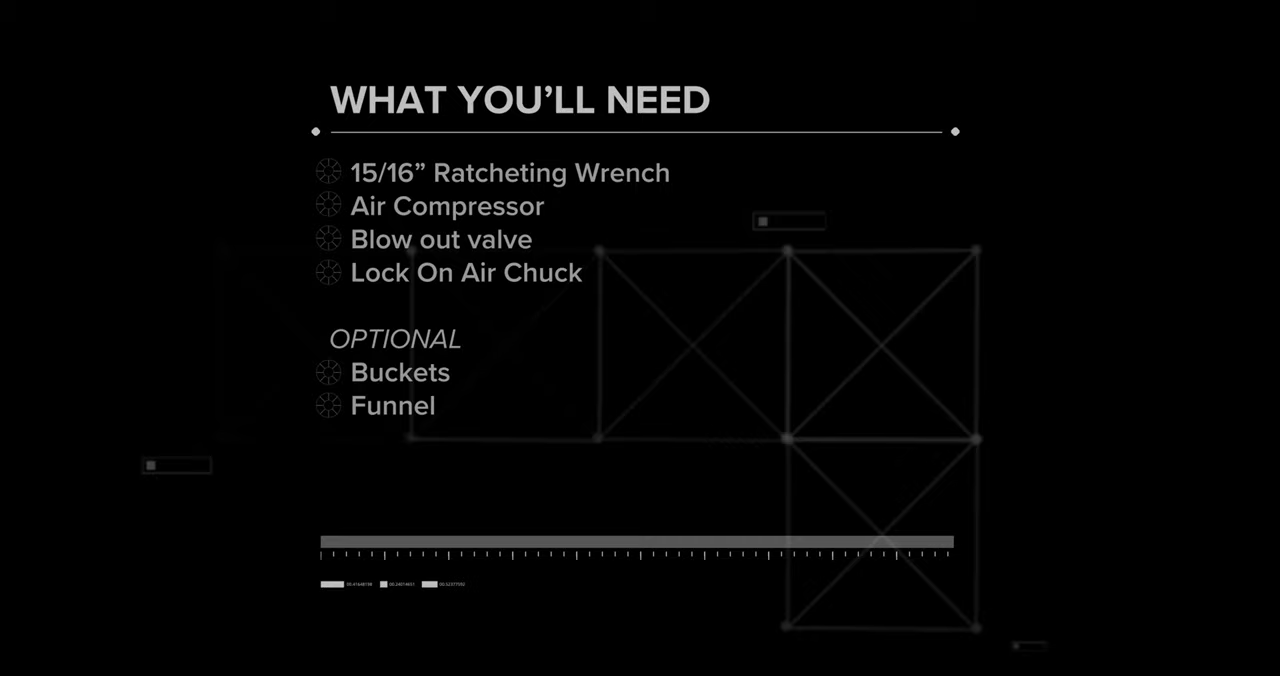 WHAT YOU’LL NEED
15/16” Ratcheting Wrench
Air Compressor
Blow out valve
Lock On Air Chuck
OPTIONAL
Buckets
Funnel